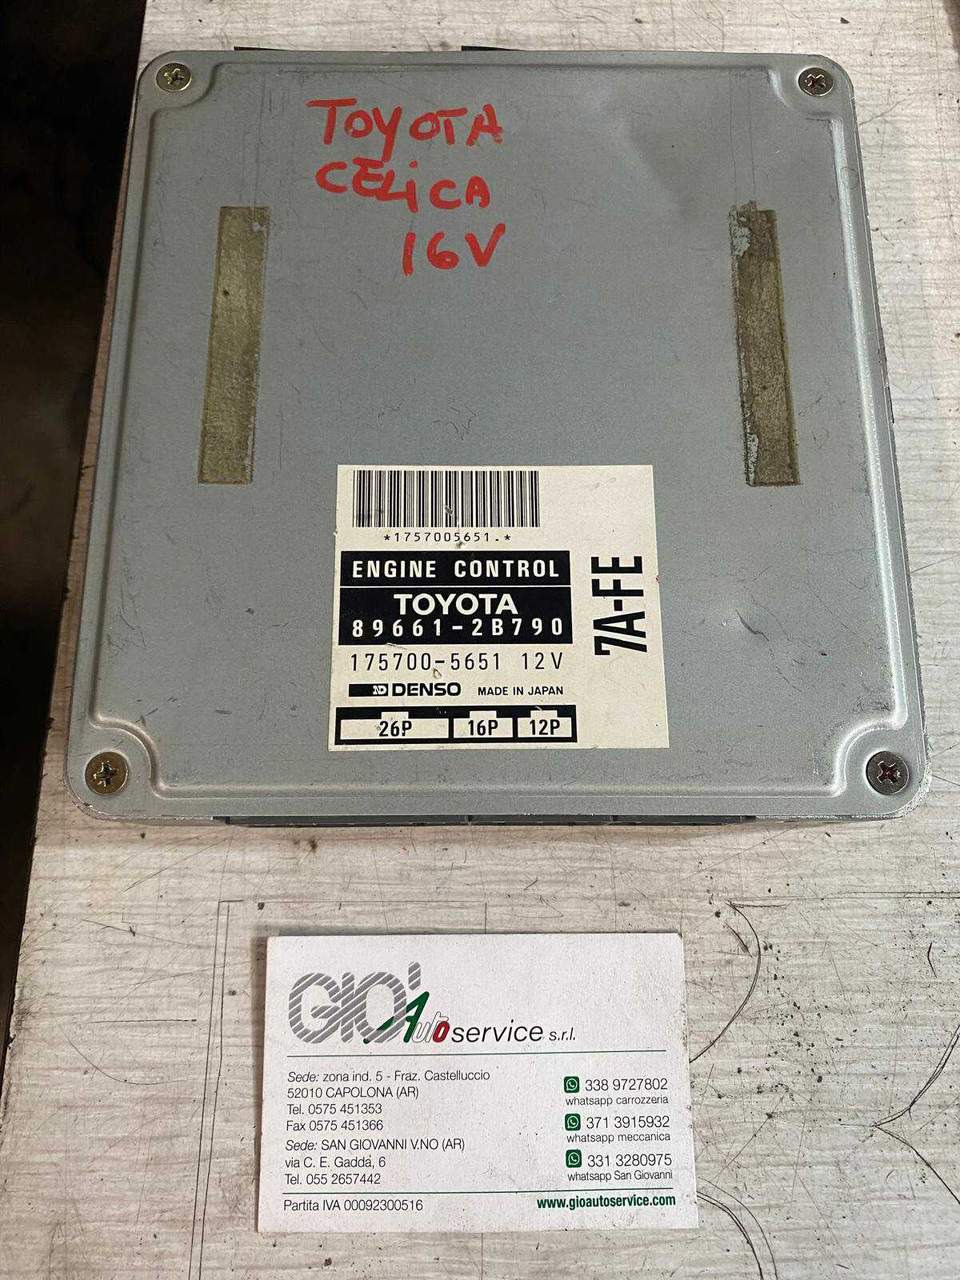 TOYOTA
CELiCA
16V
*1757005651.*
ENGINE CONTROL
TOYOTA
89661-2B790
175700-5651 12V
ND DENSO MADE IN JAPAN
26P 16P 12P
7A-FE
GIO' Auto service s.r.l.
Sede: zona ind. 5 - Fraz. Castelluccio
52010 CAPOLONA (AR)
Tel. 0575 451353
Fax 0575 451366
Sede: SAN GIOVANNI V.NO (AR)
via C. E. Gadda, 6
Tel. 055 2657442
Partita IVA 00092300516
338 9727802
whatsapp carrozzeria
371 3915932
whatsapp meccanica
331 3280975
whatsapp San Giovanni
www.gioautoservice.com